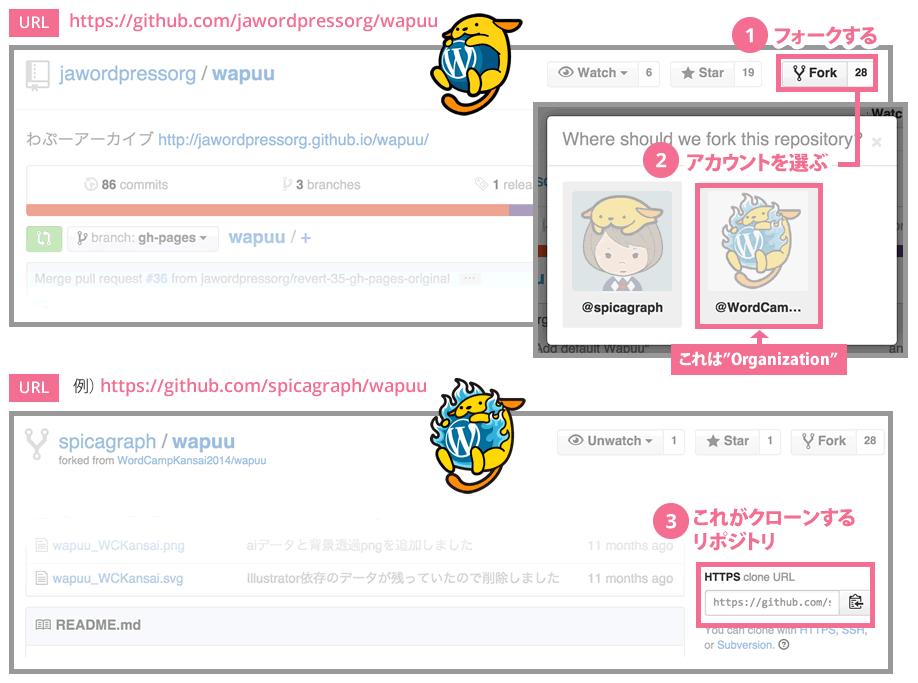 URL https://github.com/jawordpressorg/wapuu
1 フォークする
jawordpressorg / wapuu
Watch 6 Star 19 Fork 28
わぷーアーカイブ http://jawordpressorg.github.io/wapuu/
Where should we fork this repository?
2 アカウントを選ぶ
86 commits 3 branches 1 relea
branch: gh-pages wapuu / +
Merge pull request #36 from jawordpressorg/revert-35-gh-pages-original
@spicagraph @WordCam...
Add default Wapuu"
これは"Organization"
URL 例) https://github.com/spicagraph/wapuu
spicagraph / wapuu
forked from WordCampKansai2014/wapuu
Unwatch 1 Star 1 Fork 28
3 これがクローンする
リポジトリ
wapuu_WCKansai.png aiデータと背景透過pngを追加しました 11 months ago
wapuu_WCKansai.svg Illustrator依存のデータが残っていたので削除しました 11 months ago
HTTPS clone URL
https://github.com/s
README.md
You can clone with HTTPS, SSH,
or Subversion.